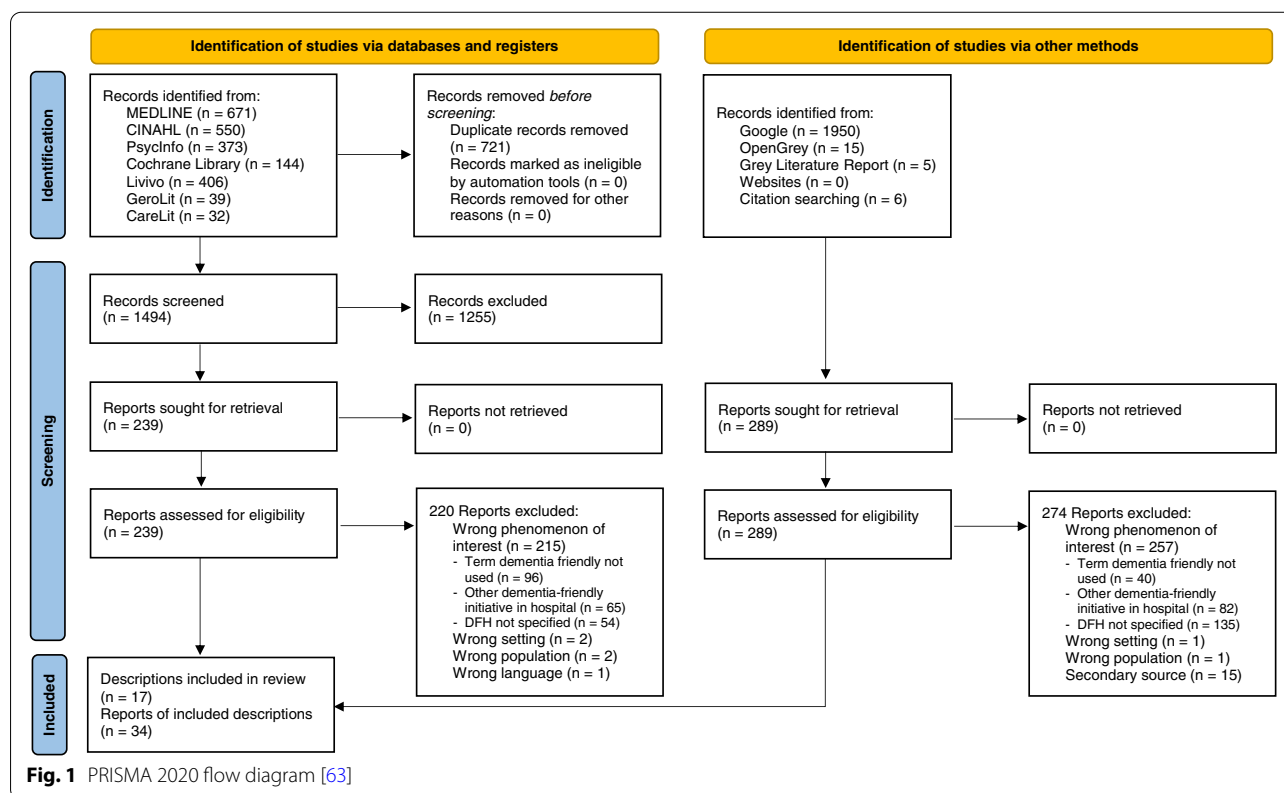 Identification of studies via databases and registers
Identification of studies via other methods
Identification
Records identified from:
MEDLINE (n = 671)
CINAHL (n = 550)
PsycInfo (n = 373)
Cochrane Library (n = 144)
Livivo (n = 406)
GeroLit (n = 39)
CareLit (n = 32)
Records removed before
screening:
Duplicate records removed
(n = 721)
Records marked as ineligible
by automation tools (n = 0)
Records removed for other
reasons (n = 0)
Records identified from:
Google (n = 1950)
OpenGrey (n = 15)
Grey Literature Report (n = 5)
Websites (n = 0)
Citation searching (n = 6)
Screening
Records screened
(n = 1494)
Records excluded
(n = 1255)
Reports sought for retrieval
(n = 239)
Reports not retrieved
(n = 0)
Reports sought for retrieval
(n = 289)
Reports not retrieved
(n = 0)
Reports assessed for eligibility
(n = 239)
220 Reports excluded:
Wrong phenomenon of
interest (n = 215)
- Term dementia friendly not
used (n = 96)
- Other dementia-friendly
initiative in hospital (n = 65)
- DFH not specified (n = 54)
Wrong setting (n = 2)
Wrong population (n = 2)
Wrong language (n = 1)
Reports assessed for eligibility
(n = 289)
274 Reports excluded:
Wrong phenomenon of
interest (n = 257)
- Term dementia friendly not
used (n = 40)
- Other dementia-friendly
initiative in hospital (n = 82)
- DFH not specified (n = 135)
Wrong setting (n = 1)
Wrong population (n = 1)
Secondary source (n = 15)
Included
Descriptions included in review
(n = 17)
Reports of included descriptions
(n = 34)
Fig. 1 PRISMA 2020 flow diagram [63]